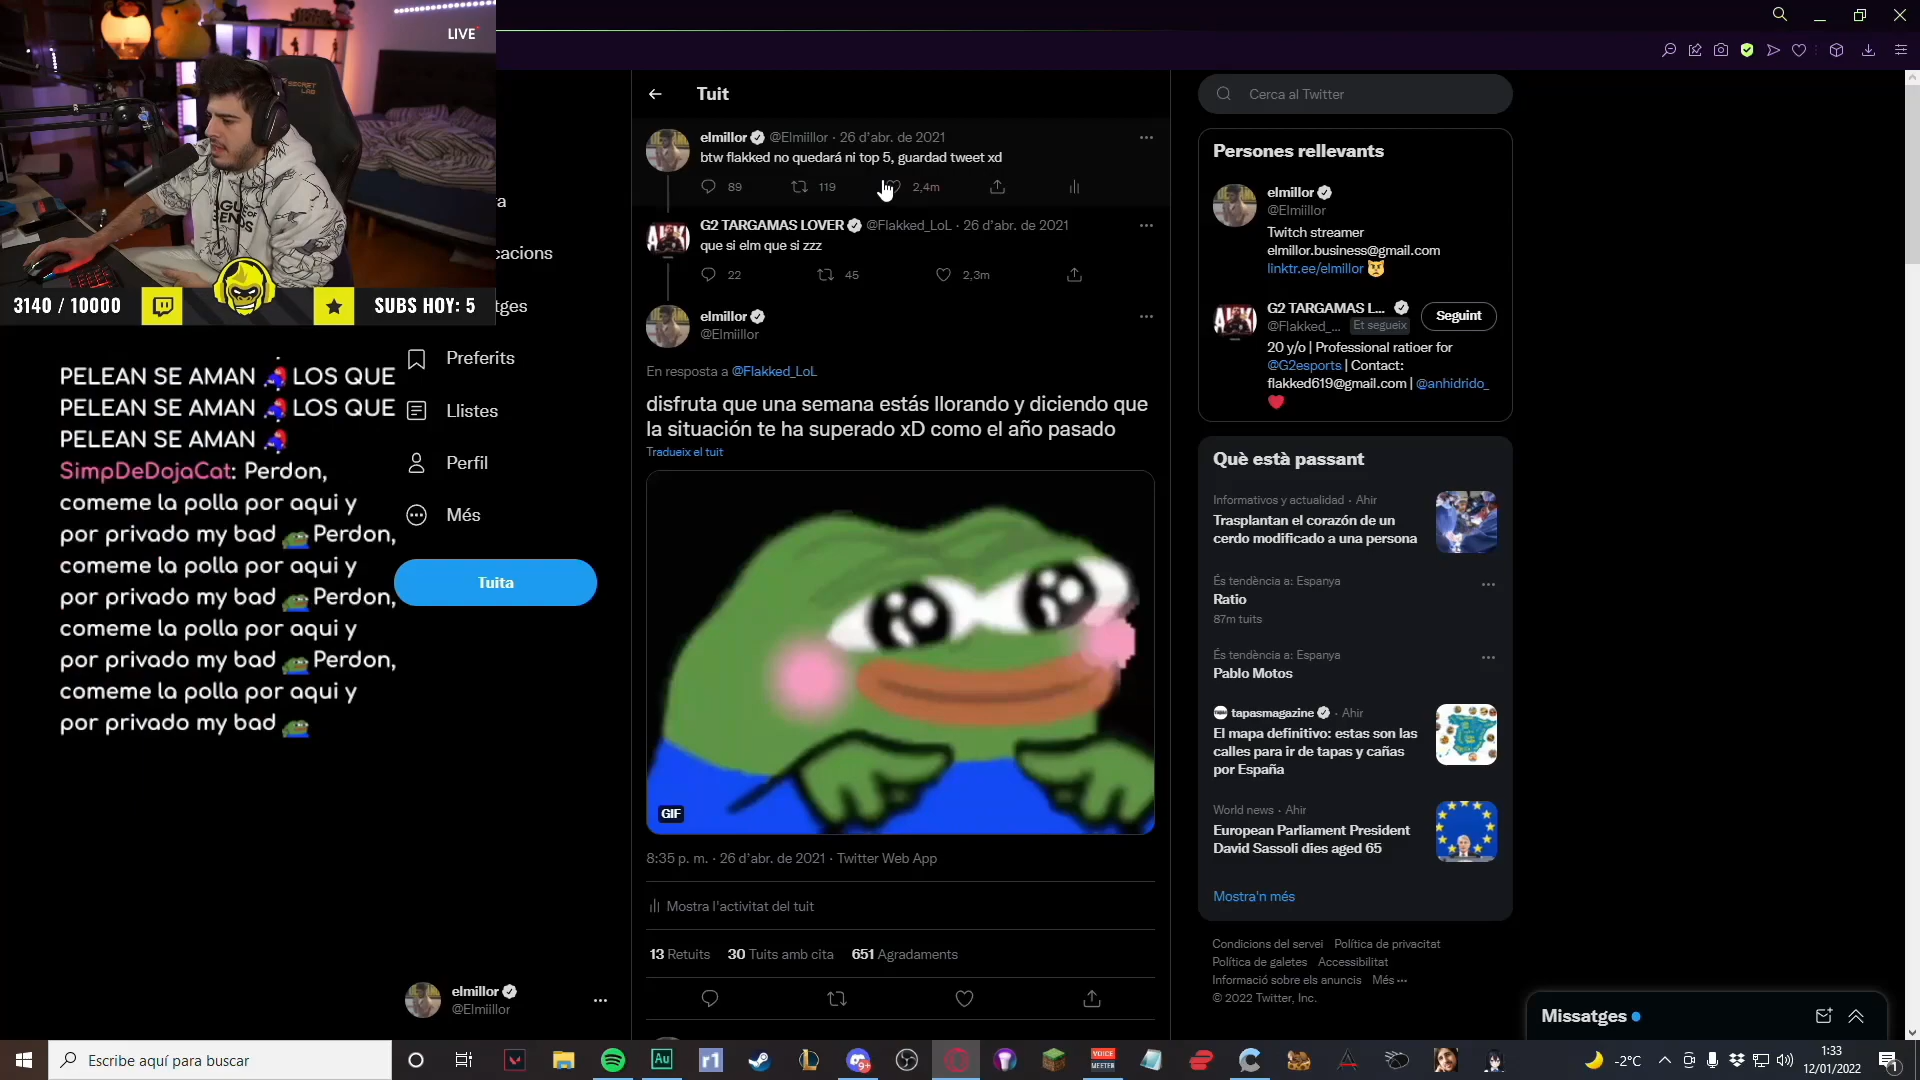 LIVE
SECRET
LAB
3140 / 10000
SUBS HOY: 5
PELEAN SE AMAN LOS QUE
PELEAN SE AMAN LOS QUE
PELEAN SE AMAN
SimpDeDojaCat: Perdon,
comeme la polla por aqui y
por privado my bad Perdon,
comeme la polla por aqui y
por privado my bad Perdon,
comeme la polla por aqui y
por privado my bad Perdon,
comeme la polla por aqui y
por privado my bad
a
cacions
tges
Preferits
Llistes
Perfil
Més
Tuita
elmillor
@Elmiillor
Tuit
elmillor @Elmiillor · 26 d'abr. de 2021
btw flakked no quedará ni top 5, guardad tweet xd
89 119 2,4m
G2 TARGAMAS LOVER @Flakked_LoL · 26 d'abr. de 2021
que si elm que si zzz
22 45 2,3m
elmillor
@Elmiillor
En resposta a @Flakked_LoL
disfruta que una semana estás llorando y diciendo que
la situación te ha superado xD como el año pasado
Tradueix el tuit
GIF
8:35 p. m. · 26 d'abr. de 2021 · Twitter Web App
Mostra l'activitat del tuit
13 Retuits 30 Tuits amb cita 651 Agradaments
Cerca al Twitter
Persones rellevants
elmillor
@Elmiillor
Twitch streamer
elmillor.business@gmail.com
linktr.ee/elmillor
G2 TARGAMAS L...
@Flakked_... Et segueix
Seguint
20 y/o | Professional ratioer for
@G2esports | Contact:
flakked619@gmail.com | @anhidrido_
Què està passant
Informativos y actualidad · Ahir
Trasplantan el corazón de un
cerdo modificado a una persona
És tendència a: Espanya
Ratio
87m tuits
És tendència a: Espanya
Pablo Motos
tapasmagazine · Ahir
El mapa definitivo: estas son las
calles para ir de tapas y cañas
por España
World news · Ahir
European Parliament President
David Sassoli dies aged 65
Mostra'n més
Condicions del servei Política de privacitat
Política de galetes Accessibilitat
Informació sobre els anuncis Més
© 2022 Twitter, Inc.
Missatges
Escribe aquí para buscar
Au
r1
9+
VOICE
MEETER
-2°C
1:33
12/01/2022
1